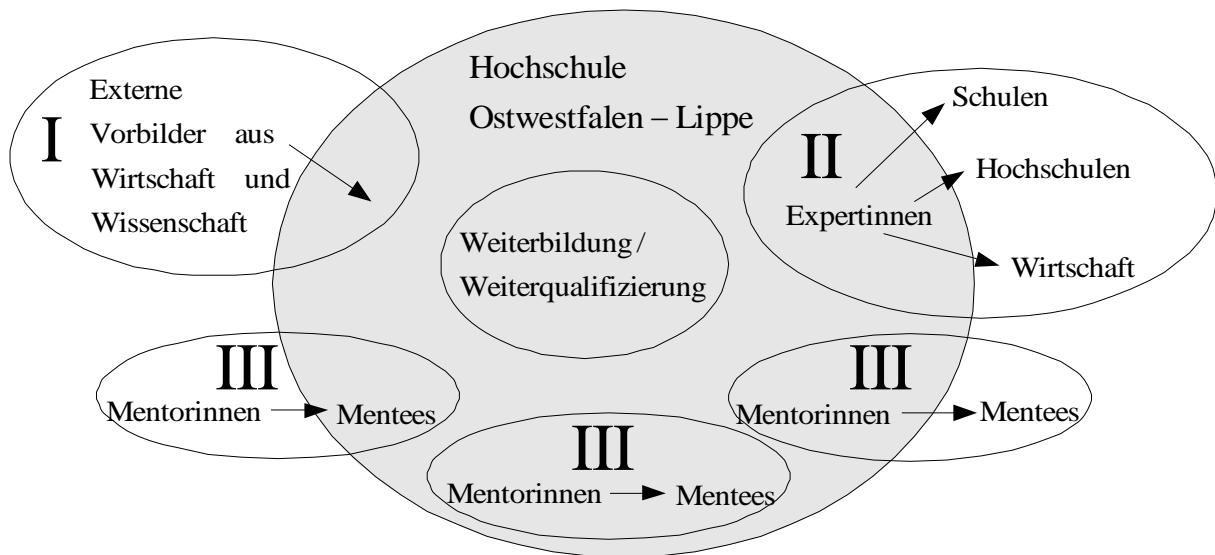 Hochschule
Ostwestfalen – Lippe
I
Externe
Vorbilder aus
Wirtschaft und
Wissenschaft
II
Expertinnen
Schulen
Hochschulen
Wirtschaft
Weiterbildung /
Weiterqualifizierung
III
Mentorinnen
Mentees
III
Mentorinnen
Mentees
III
Mentorinnen
Mentees